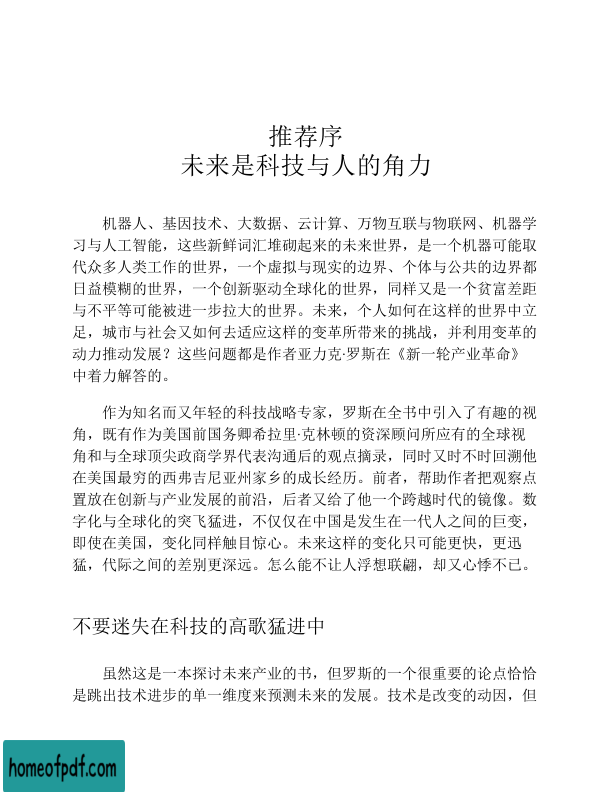 推荐序
未来是科技与人的角力
机器人、基因技术、大数据、云计算、万物互联与物联网、机器学
习与人工智能，这些新鲜词汇堆砌起来的未来世界，是一个机器可能取
代众多人类工作的世界，一个虚拟与现实的边界、个体与公共的边界都
日益模糊的世界，一个创新驱动全球化的世界，同样又是一个贫富差距
与不平等可能被进一步拉大的世界。未来，个人如何在这样的世界中立
足，城市与社会又如何去适应这样的变革所带来的挑战，并利用变革的
动力推动发展？这些问题都是作者亚力克·罗斯在《新一轮产业革命》
中着力解答的。
作为知名而又年轻的科技战略专家，罗斯在全书中引入了有趣的视
角，既有作为美国前国务卿希拉里·克林顿的资深顾问所应有的全球视
角和与全球顶尖政商学界代表沟通后的观点摘录，同时又时不时回溯他
在美国最穷的西弗吉尼亚州家乡的成长经历。前者，帮助作者把观察点
置放在创新与产业发展的前沿，后者又给了他一个跨越时代的镜像。数
字化与全球化的突飞猛进，不仅仅在中国是发生在一代人之间的巨变，
即使在美国，变化同样触目惊心。未来这样的变化只可能更快，更迅
猛，代际之间的差别更深远。怎么能不让人浮想联翩，却又心悸不已。
不要迷失在科技的高歌猛进中
虽然这是一本探讨未来产业的书，但罗斯的一个很重要的论点恰恰
是跳出技术进步的单一维度来预测未来的发展。技术是改变的动因，但
homeofpdf.com